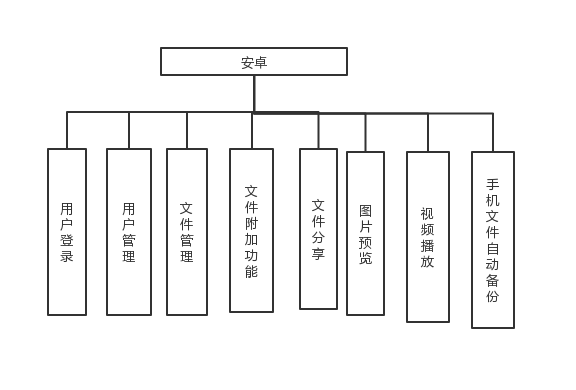 安卓
用户登录
用户管理
文件管理
文件附加功能
文件分享
图片预览
视频播放
手机文件自动备份